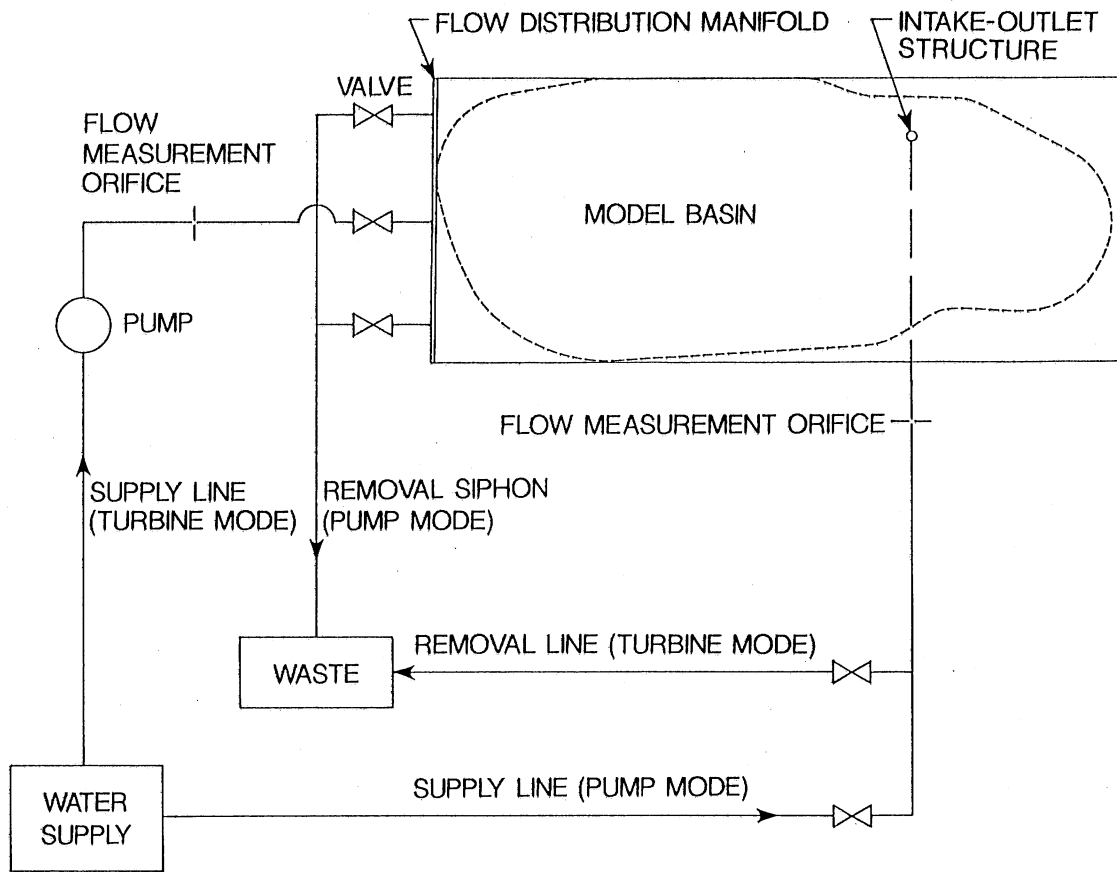 FLOW DISTRIBUTION MANIFOLD
INTAKE-OUTLET
STRUCTURE
VALVE
FLOW
MEASUREMENT
ORIFICE
MODEL BASIN
PUMP
FLOW MEASUREMENT ORIFICE
SUPPLY LINE
(TURBINE MODE)
REMOVAL SIPHON
(PUMP MODE)
REMOVAL LINE (TURBINE MODE)
WASTE
SUPPLY LINE (PUMP MODE)
WATER
SUPPLY